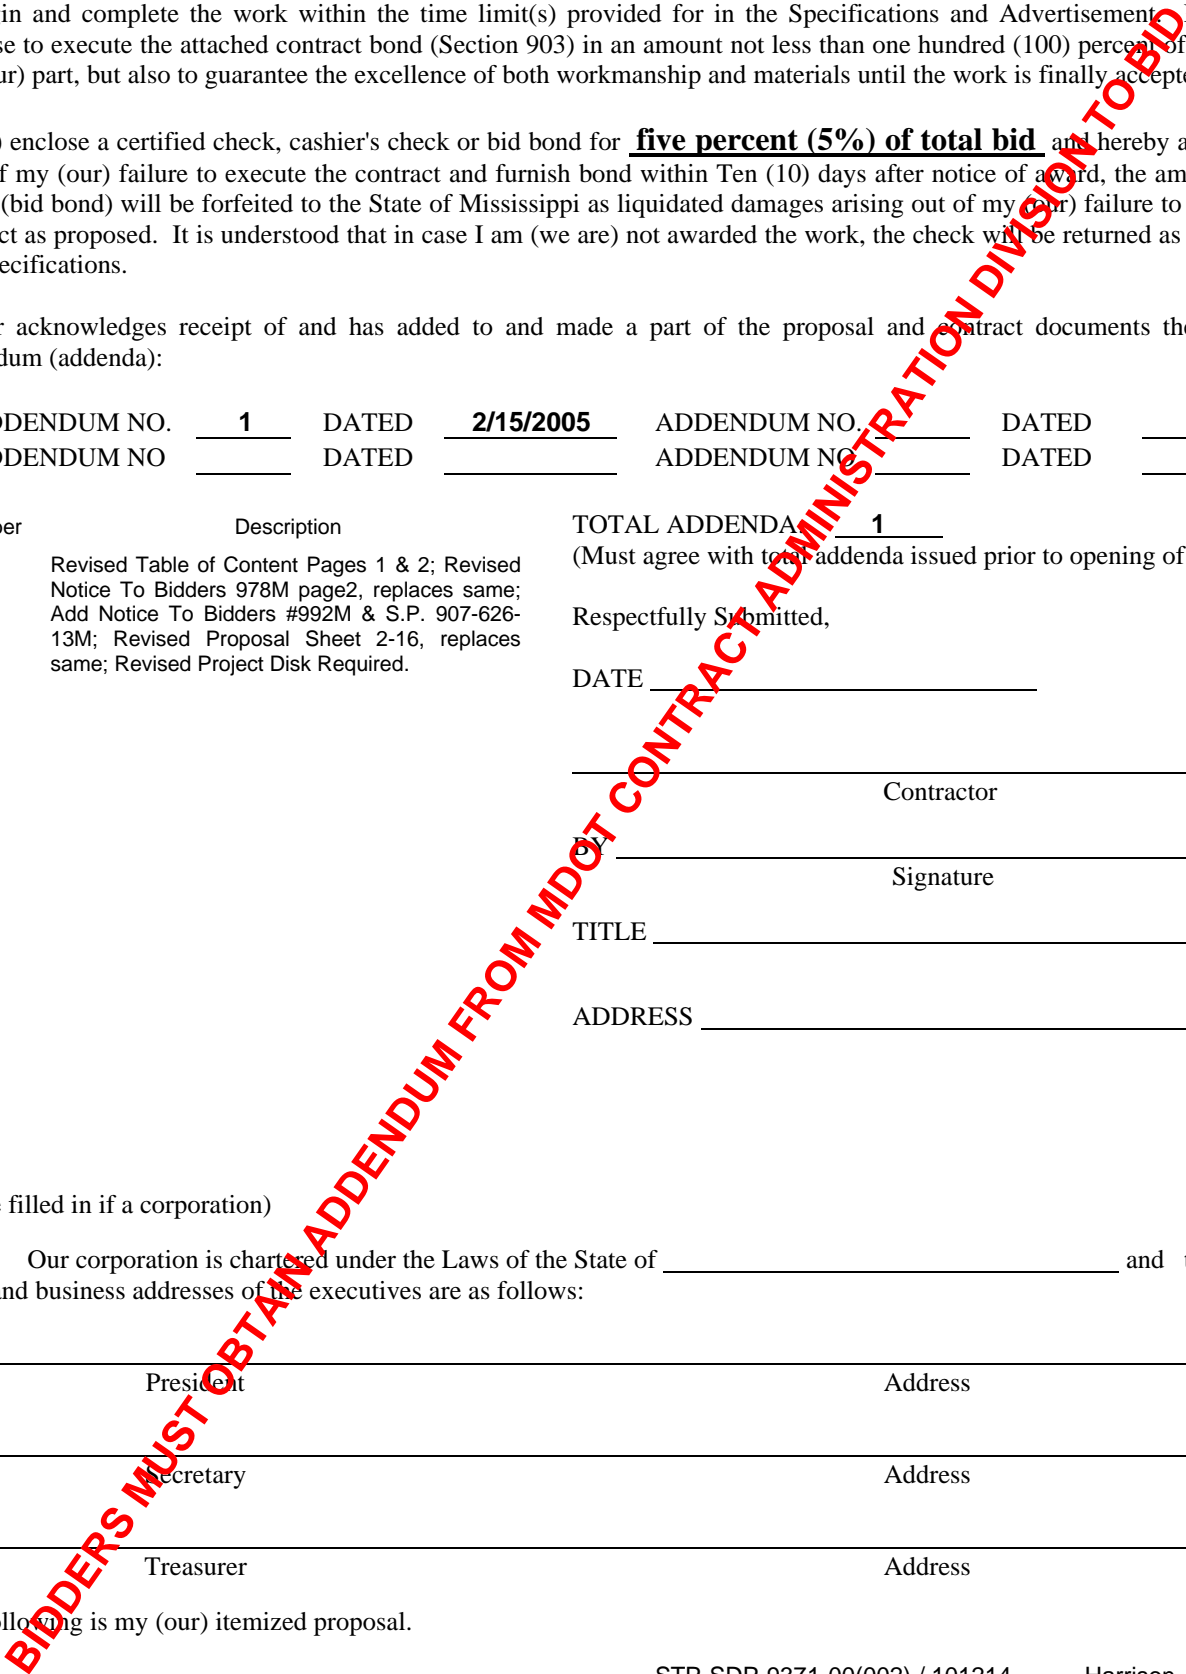 in and complete the work within the time limit(s) provided for in the Specifications and Advertisement.
se to execute the attached contract bond (Section 903) in an amount not less than one hundred (100) percent of
ur) part, but also to guarantee the excellence of both workmanship and materials until the work is finally accepte
) enclose a certified check, cashier's check or bid bond for five percent (5%) of total bid and hereby a
f my (our) failure to execute the contract and furnish bond within Ten (10) days after notice of award, the am
(bid bond) will be forfeited to the State of Mississippi as liquidated damages arising out of my (our) failure to
ct as proposed. It is understood that in case I am (we are) not awarded the work, the check will be returned as
ecifications.
r acknowledges receipt of and has added to and made a part of the proposal and contract documents the
dum (addenda):
DDENDUM NO. 1 DATED 2/15/2005 ADDENDUM NO. DATED
DDENDUM NO DATED ADDENDUM NO DATED
ber Description
Revised Table of Content Pages 1 & 2; Revised
Notice To Bidders 978M page2, replaces same;
Add Notice To Bidders #992M & S.P. 907-626-
13M; Revised Proposal Sheet 2-16, replaces
same; Revised Project Disk Required.
TOTAL ADDENDA: 1
(Must agree with total addenda issued prior to opening of
Respectfully Submitted,
DATE
Contractor
BY
Signature
TITLE
ADDRESS
e filled in if a corporation)
Our corporation is chartered under the Laws of the State of and t
and business addresses of the executives are as follows:
President Address
Secretary Address
Treasurer Address
ollowing is my (our) itemized proposal.
STP-SDP-9371-00(002) / 101214 Harrison
BIDDERS MUST OBTAIN ADDENDUM FROM MDOT CONTRACT ADMINISTRATION DIVISION TO BID